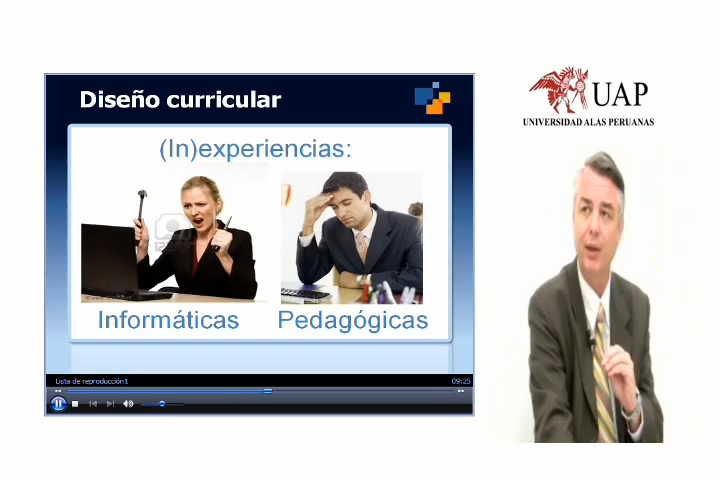 Diseño curricular
(In)experiencias:
Informáticas Pedagógicas
Lista de reproducción1 09:25
UAP
UNIVERSIDAD ALAS PERUANAS